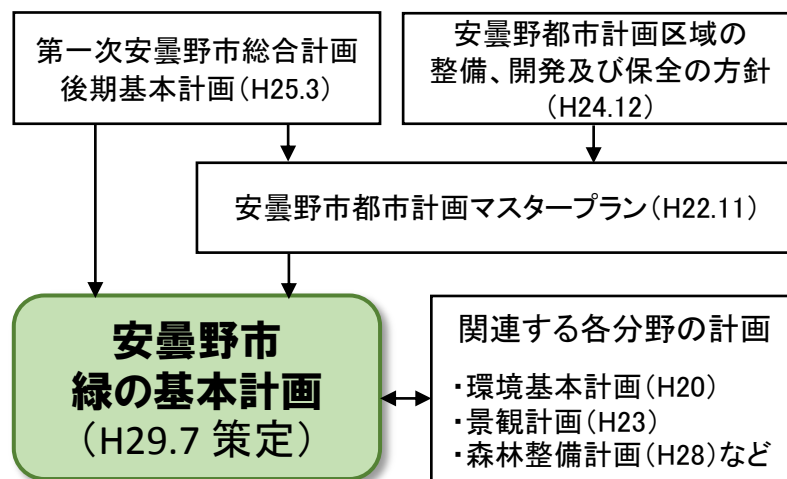 第一次安曇野市総合計画
後期基本計画(H25.3)
安曇野都市計画区域の
整備、開発及び保全の方針
(H24.12)
安曇野市都市計画マスタープラン(H22.11)
安曇野市
緑の基本計画
(H29.7 策定)
関連する各分野の計画
・環境基本計画(H20)
・景観計画(H23)
・森林整備計画(H28)など